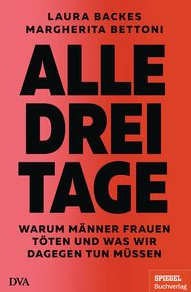 LAURA BACKES
MARGHERITA BETTONI
ALLE
DREI
TAGE
WARUM MÄNNER FRAUEN
TÖTEN UND WAS WIR
DAGEGEN TUN MÜSSEN
DVA
SPIEGEL
Buchverlag